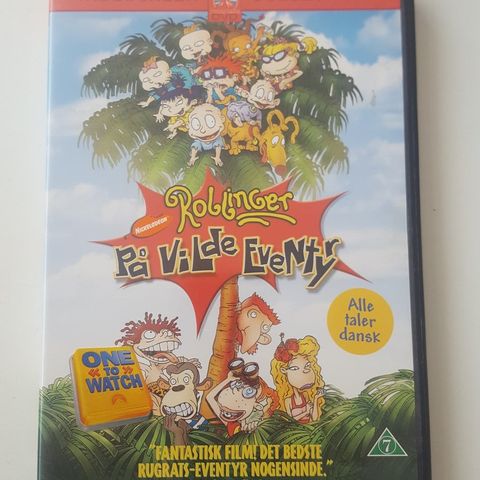 DVD
Rollinger
NICKELODEON
På Vilde Eventyr
Alle
taler
dansk
ONE
<< TO >>
WATCH
"FANTASTISK FILM! DET BEDSTE
RUGRATS-EVENTYR NOGENSINDE."
7